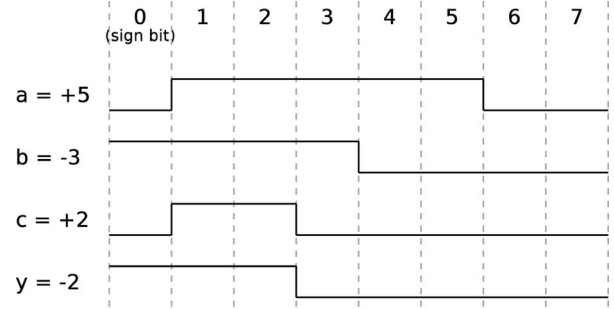 0 1 2 3 4 5 6 7
(sign bit)
a = +5
b = -3
c = +2
y = -2